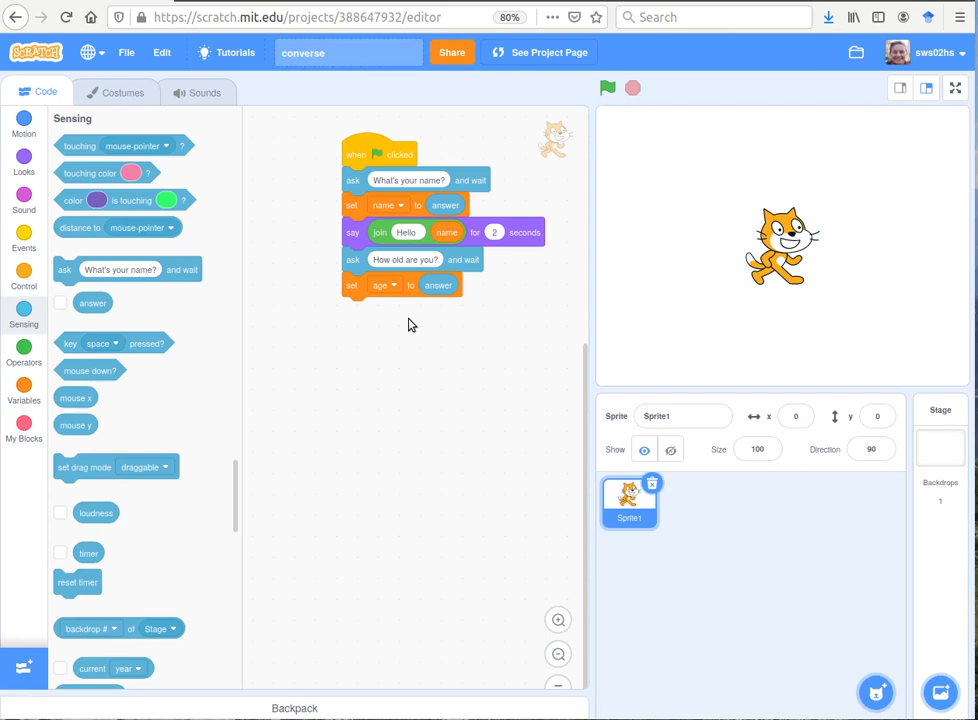 https://scratch.mit.edu/projects/388647932/editor
80%
Search
SCRATCH
File
Edit
Tutorials
converse
Share
See Project Page
sws02hs
Code
Costumes
Sounds
Motion
Looks
Sound
Events
Control
Sensing
Operators
Variables
My Blocks
Sensing
touching mouse-pointer ?
touching color ?
color is touching ?
distance to mouse-pointer
ask What's your name? and wait
answer
key space pressed?
mouse down?
mouse x
mouse y
set drag mode draggable
loudness
timer
reset timer
backdrop # of Stage
current year
when clicked
ask What's your name? and wait
set name to answer
say join Hello name for 2 seconds
ask How old are you? and wait
set age to answer
Sprite Sprite1 x 0 y 0
Show Size 100 Direction 90
Sprite1
Stage
Backdrops
1
Backpack